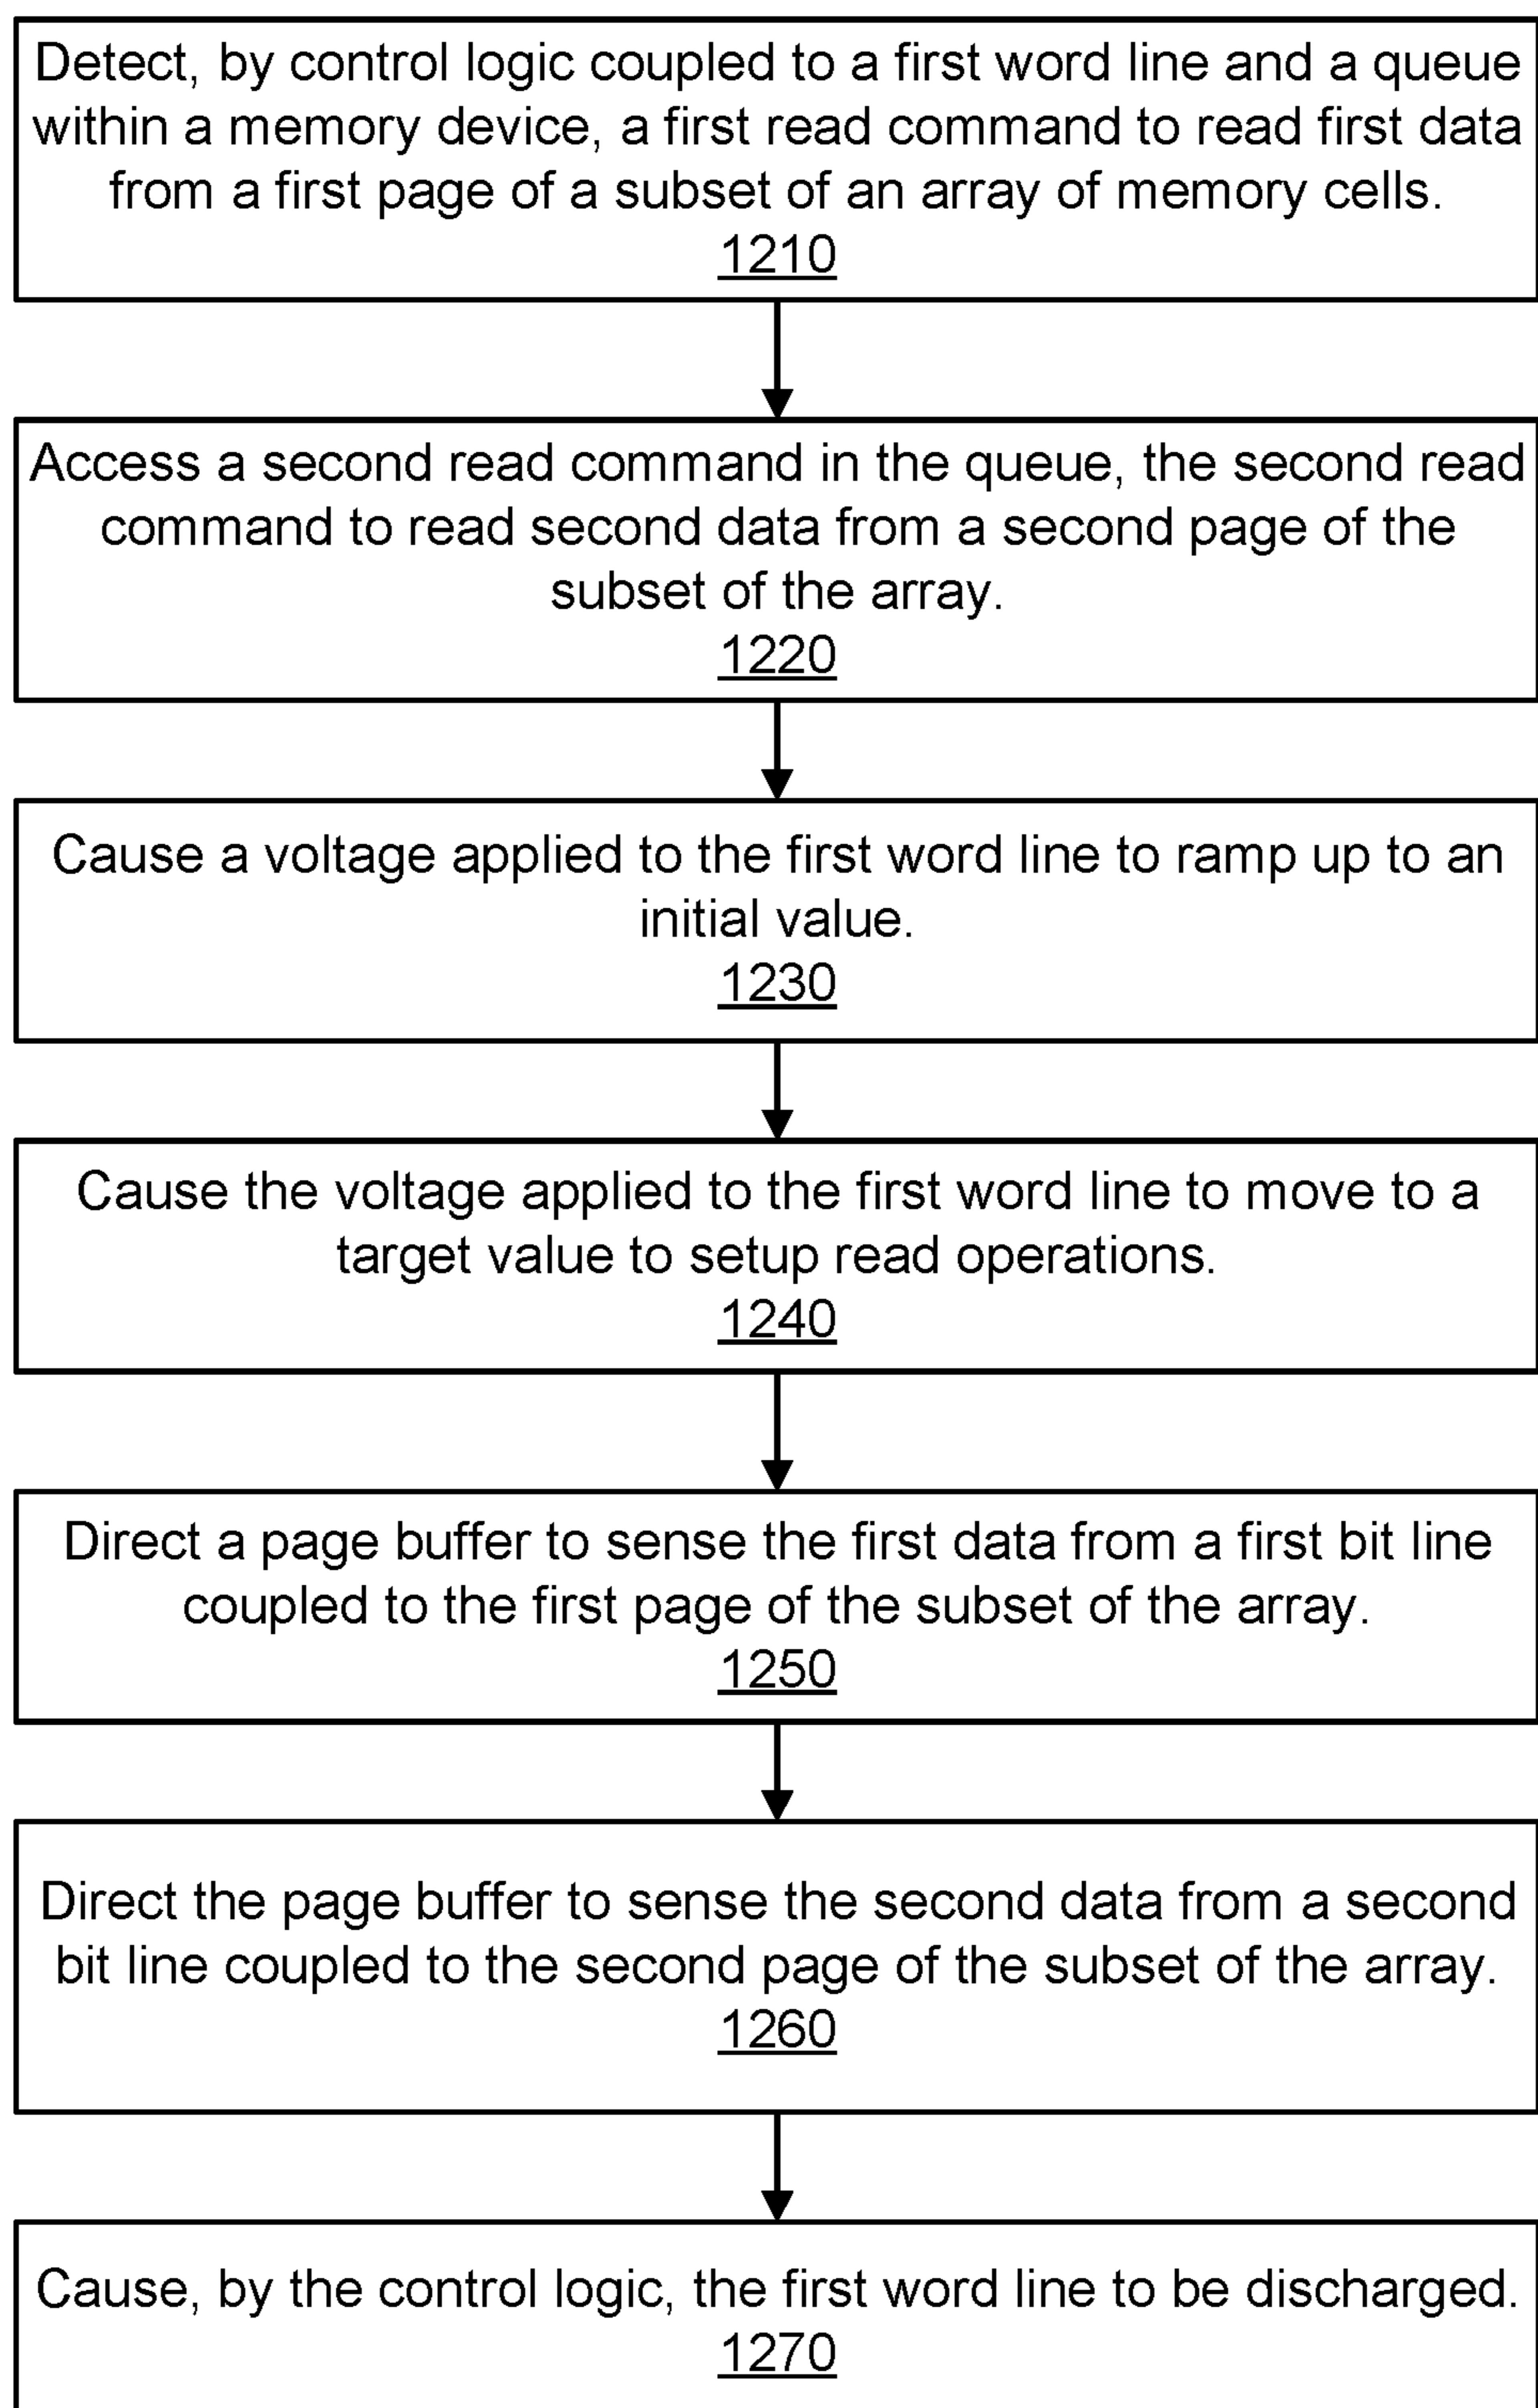 Detect, by control logic coupled to a first word line and a queue
within a memory device, a first read command to read first data
from a first page of a subset of an array of memory cells.
1210
Access a second read command in the queue, the second read
command to read second data from a second page of the
subset of the array.
1220
Cause a voltage applied to the first word line to ramp up to an
initial value.
1230
Cause the voltage applied to the first word line to move to a
target value to setup read operations.
1240
Direct a page buffer to sense the first data from a first bit line
coupled to the first page of the subset of the array.
1250
Direct the page buffer to sense the second data from a second
bit line coupled to the second page of the subset of the array.
1260
Cause, by the control logic, the first word line to be discharged.
1270